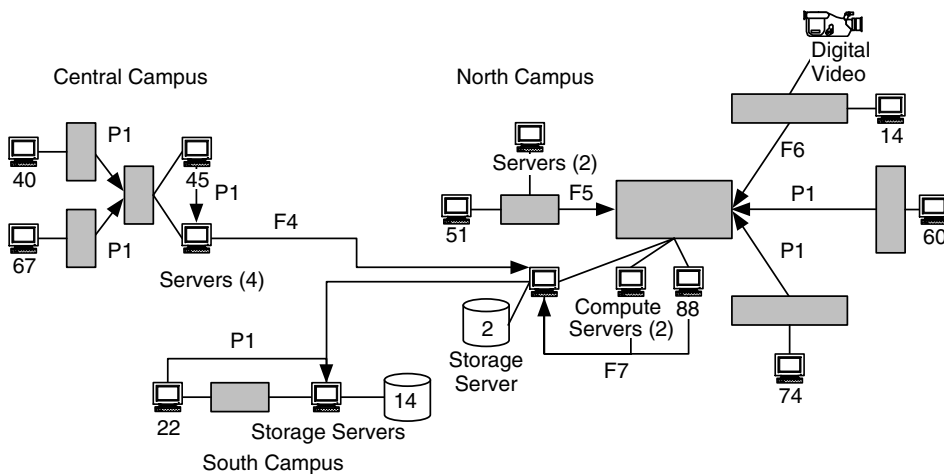 Digital
Video
Central Campus
North Campus
P1
40
45
P1
67
P1
Servers (4)
F4
Servers (2)
51
F5
F6
14
P1
60
P1
74
Compute
Servers (2)
88
F7
2
Storage
Server
P1
22
14
Storage Servers
South Campus